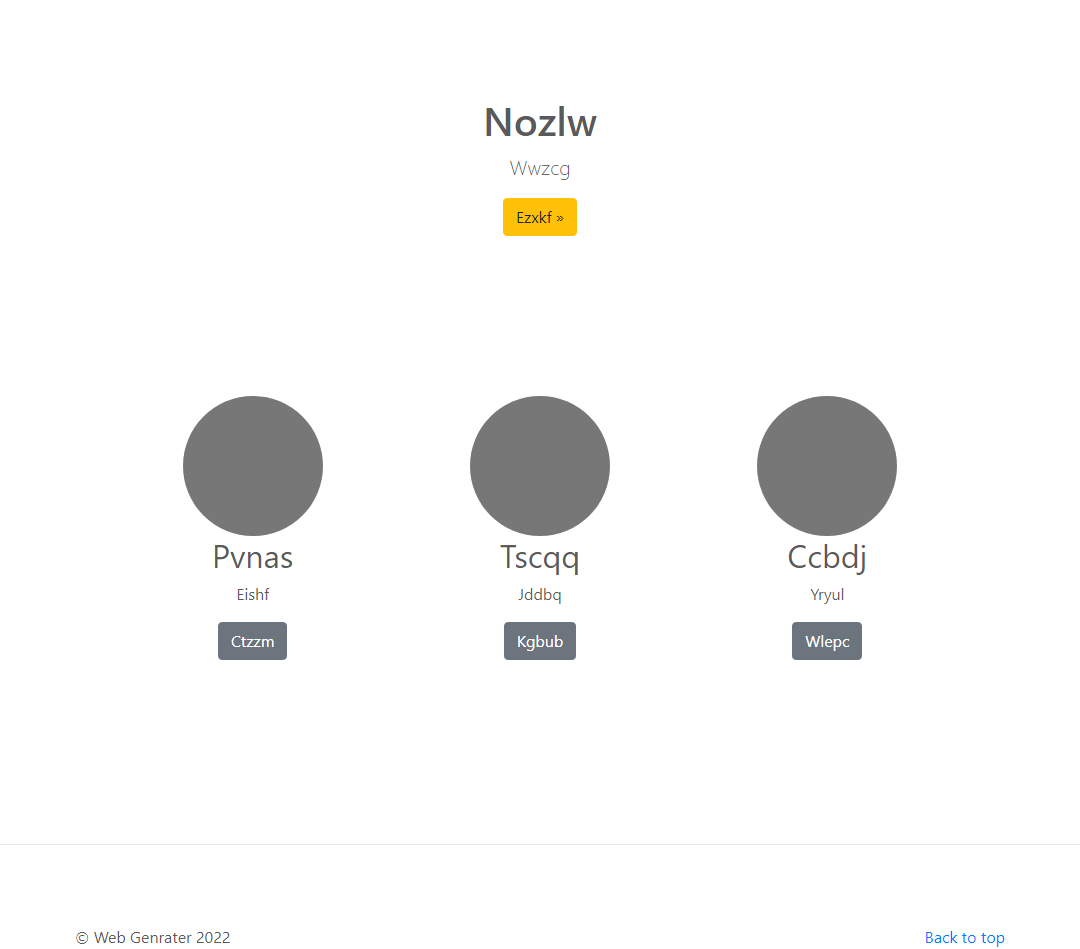 Nozlw
Wwzcg
Ezxkf »
Pvnas
Tscqq
Ccbdj
Eishf
Jddbq
Yryul
Ctzzm
Kgbub
Wlepc
© Web Genrater 2022
Back to top